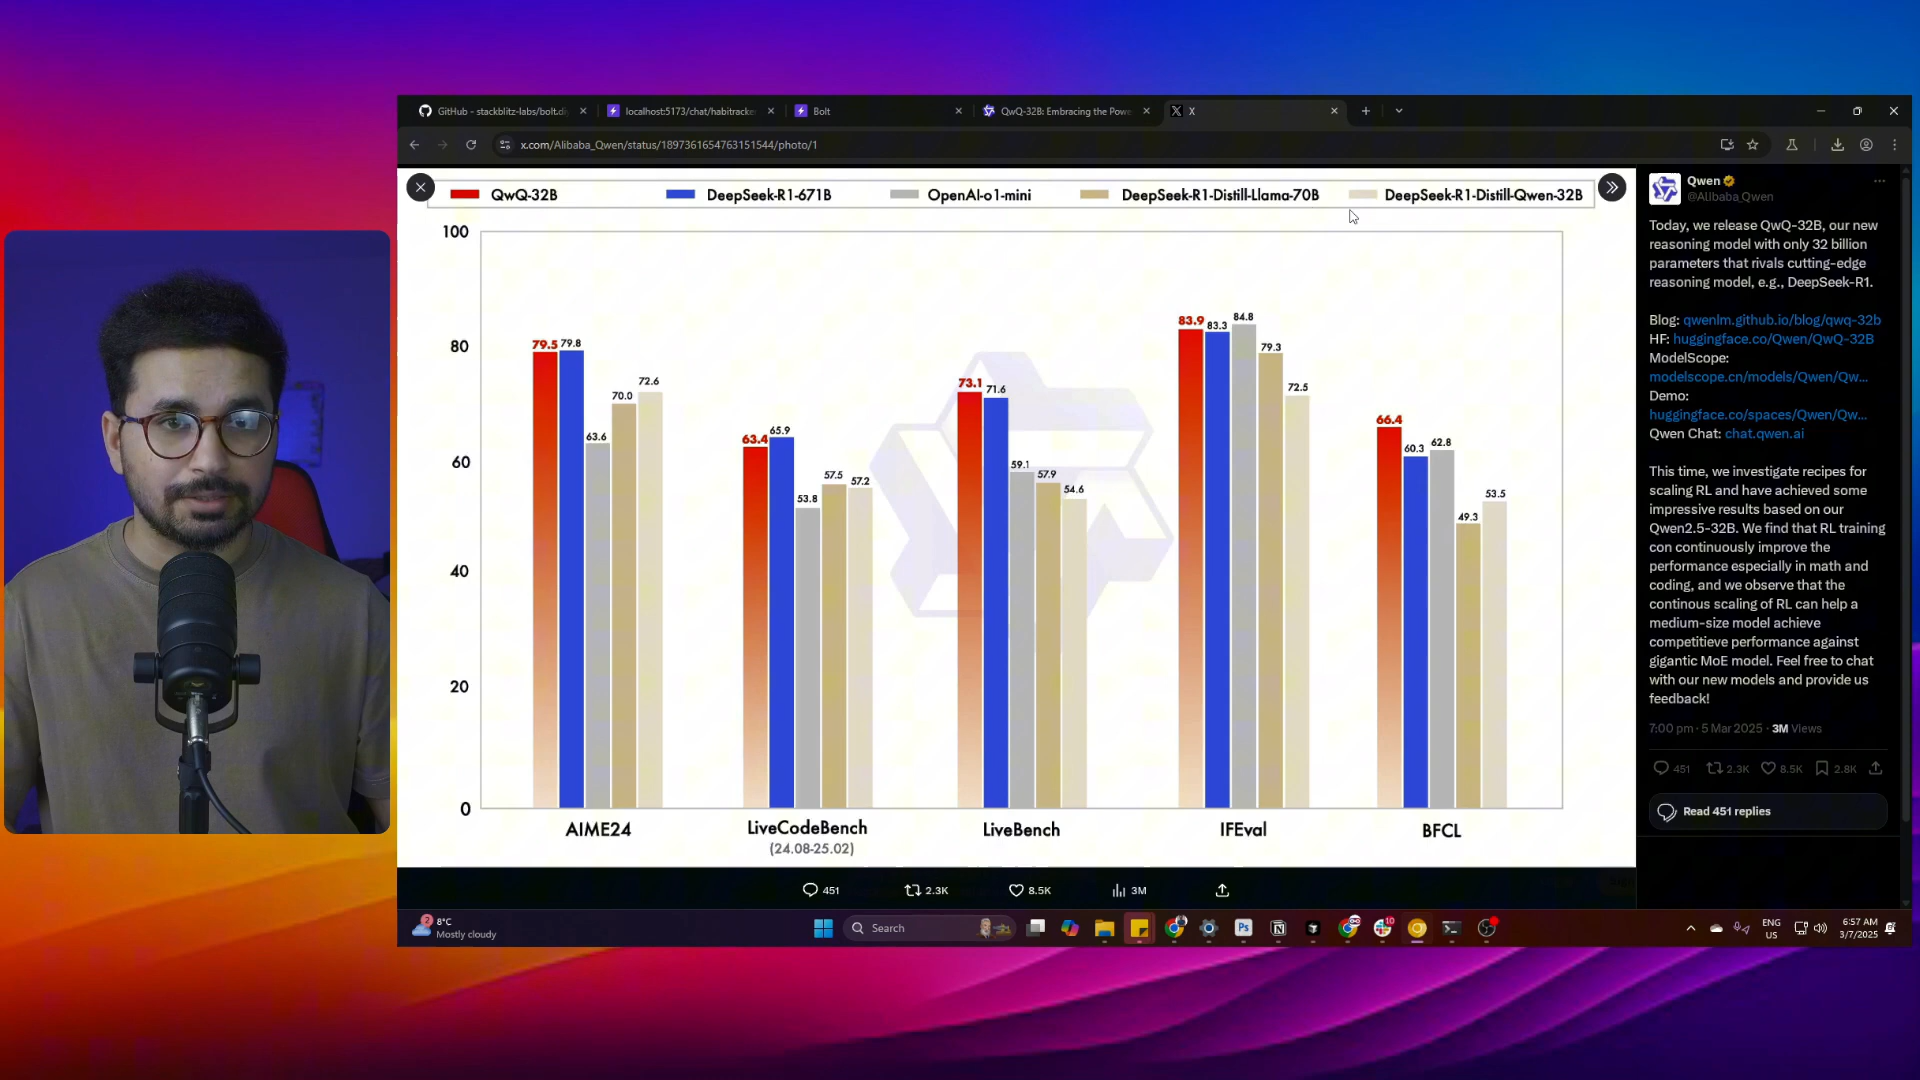 GitHub - stackblitz-labs/bolt.di
localhost:5173/chat/habitracke
Bolt
QwQ-32B: Embracing the Powe
X
x.com/Alibaba_Qwen/status/1897361654763151544/photo/1
QwQ-32B
DeepSeek-R1-671B
OpenAI-o1-mini
DeepSeek-R1-Distill-Llama-70B
DeepSeek-R1-Distill-Qwen-32B
100
80
60
40
20
0
79.5
79.8
63.6
70.0
72.6
63.4
65.9
53.8
57.5
57.2
73.1
71.6
59.1
57.9
54.6
83.9
83.3
84.8
79.3
72.5
66.4
60.3
62.8
49.3
53.5
AIME24
LiveCodeBench
(24.08-25.02)
LiveBench
IFEval
BFCL
451
2.3K
8.5K
3M
Qwen
@Alibaba_Qwen
Today, we release QwQ-32B, our new
reasoning model with only 32 billion
parameters that rivals cutting-edge
reasoning model, e.g., DeepSeek-R1.
Blog: qwenlm.github.io/blog/qwq-32b
HF: huggingface.co/Qwen/QwQ-32B
ModelScope:
modelscope.cn/models/Qwen/Qw...
Demo:
huggingface.co/spaces/Qwen/Qw...
Qwen Chat: chat.qwen.ai
This time, we investigate recipes for
scaling RL and have achieved some
impressive results based on our
Qwen2.5-32B. We find that RL training
con continuously improve the
performance especially in math and
coding, and we observe that the
continous scaling of RL can help a
medium-size model achieve
competitieve performance against
gigantic MoE model. Feel free to chat
with our new models and provide us
feedback!
7:00 pm · 5 Mar 2025 · 3M Views
451
2.3K
8.5K
2.8K
Read 451 replies
2
8°C
Mostly cloudy
Search
Ps
10
ENG
US
6:57 AM
3/7/2025